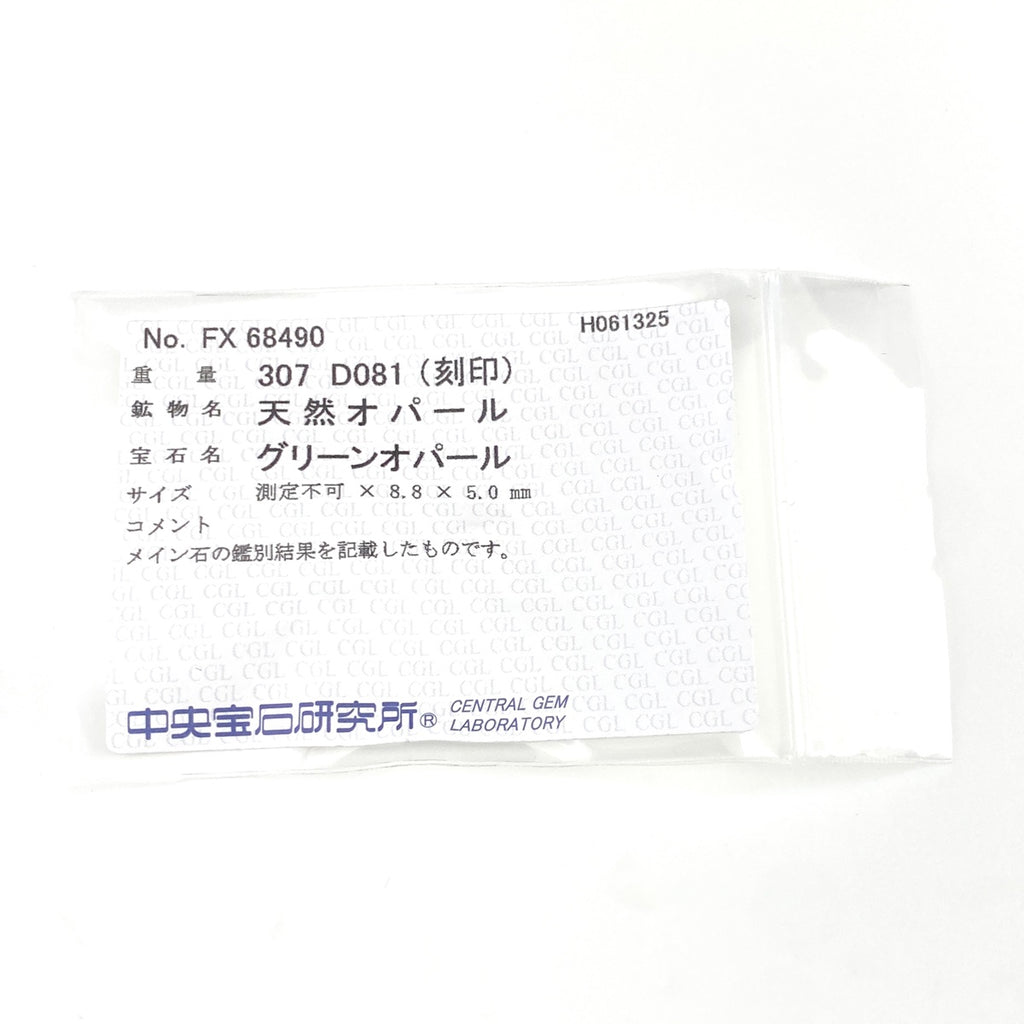 No. FX 68490
H061325
重量 307 D081 (刻印)
鉱物名 天然オパール
宝石名 グリーンオパール
サイズ 測定不可 × 8.8 × 5.0 mm
コメント
メイン石の鑑別結果を記載したものです。
中央宝石研究所® CENTRAL GEM
LABORATORY